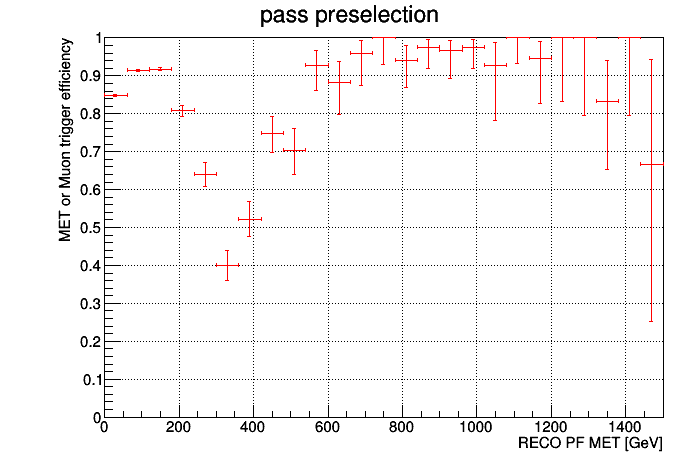 pass preselection
MET or Muon trigger efficiency
1
0.9
0.8
0.7
0.6
0.5
0.4
0.3
0.2
0.1
0
0 200 400 600 800 1000 1200 1400
RECO PF MET [GeV]